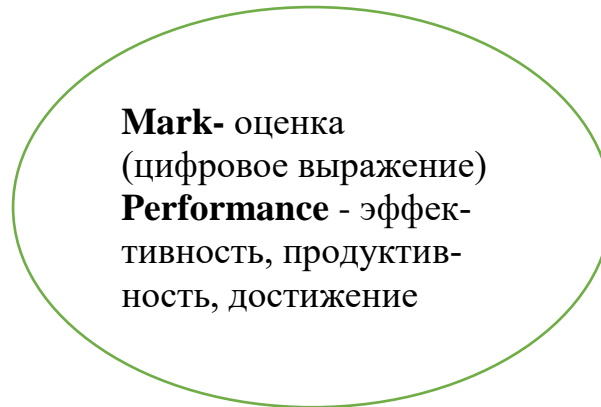 Mark- оценка
(цифровое выражение)
Performance - эффек-
тивность, продуктив-
ность, достижение